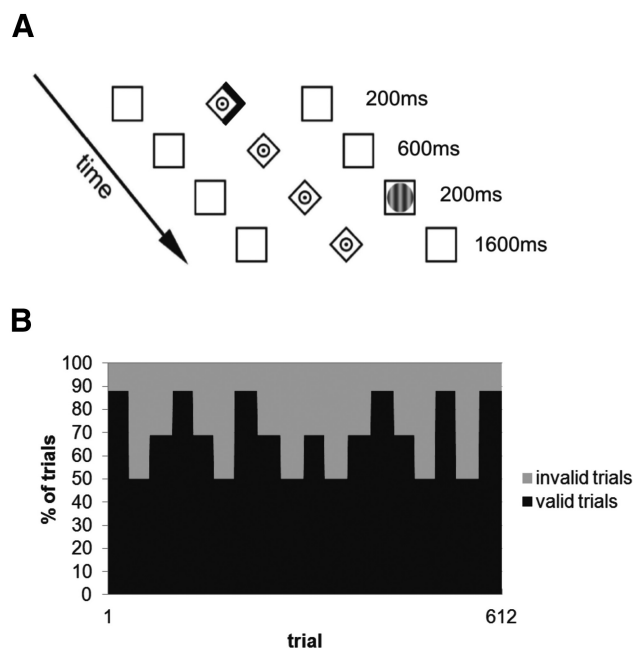 A
200ms
600ms
time
200ms
1600ms
B
100
90
80
70
60
50
40
30
20
10
0
% of trials
invalid trials
valid trials
1
612
trial